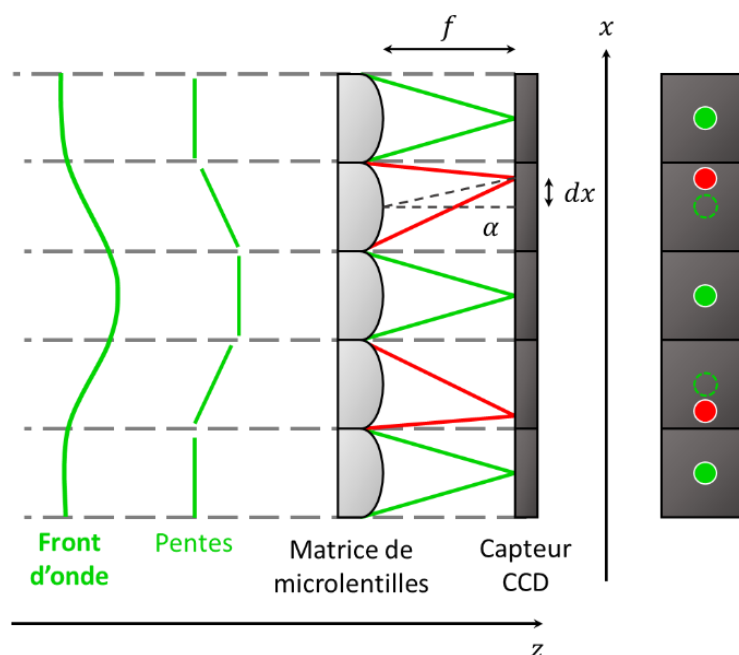 f
x
dx
α
Front
d'onde
Pentes
Matrice de
microlentilles
Capteur
CCD
z